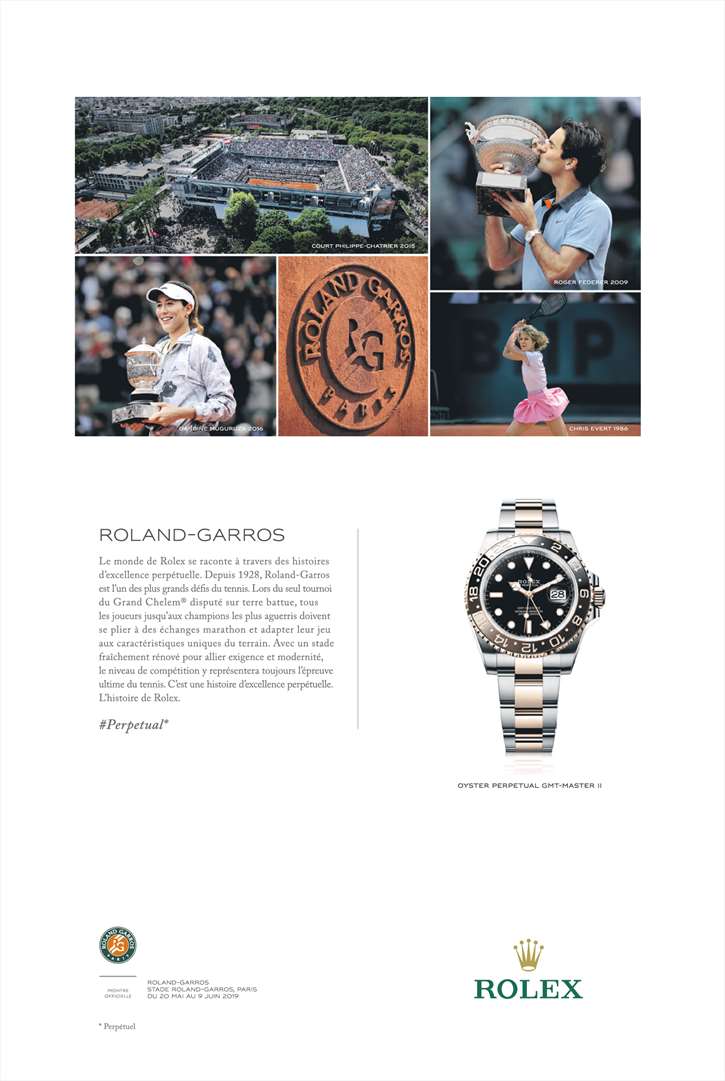 COURT PHILIPPE-CHATRIER 2015
ROGER FEDERER 2009
GARBIÑE MUGURUZA 2016
ROLAND GARROS
RG
PARIS
BNP
CHRIS EVERT 1986
ROLAND-GARROS
Le monde de Rolex se raconte à travers des histoires
d'excellence perpétuelle. Depuis 1928, Roland-Garros
est l'un des plus grands défis du tennis. Lors du seul tournoi
du Grand Chelem® disputé sur terre battue, tous
les joueurs jusqu'aux champions les plus aguerris doivent
se plier à des échanges marathon et adapter leur jeu
aux caractéristiques uniques du terrain. Avec un stade
fraîchement rénové pour allier exigence et modernité,
le niveau de compétition y représentera toujours l'épreuve
ultime du tennis. C'est une histoire d'excellence perpétuelle.
L'histoire de Rolex.
#Perpetual*
ROLEX
28
OYSTER PERPETUAL GMT-MASTER II
ROLAND GARROS
RG
PARIS
MONTRE
OFFICIELLE
ROLAND-GARROS
STADE ROLAND-GARROS, PARIS
DU 20 MAI AU 9 JUIN 2019
ROLEX
* Perpétuel